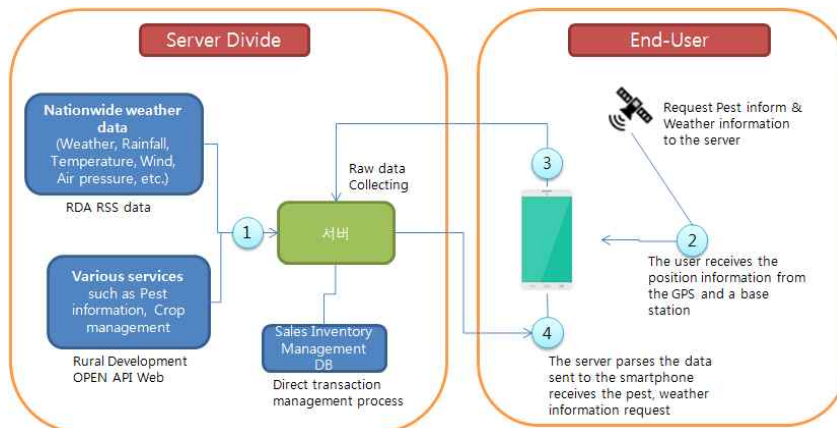 Server Divide
Nationwide weather
data
(Weather, Rainfall,
Temperature, Wind,
Air pressure, etc.)
RDA RSS data
Various services
such as Pest
information, Crop
management
Rural Development
OPEN API Web
1
서버
Raw data
Collecting
Sales Inventory
Management
DB
Direct transaction
management process
End-User
Request Pest inform &
Weather information
to the server
3
2
The user receives the
position information from
the GPS and a base
station
4
The server parses the data
sent to the smartphone
receives the pest, weather
information request